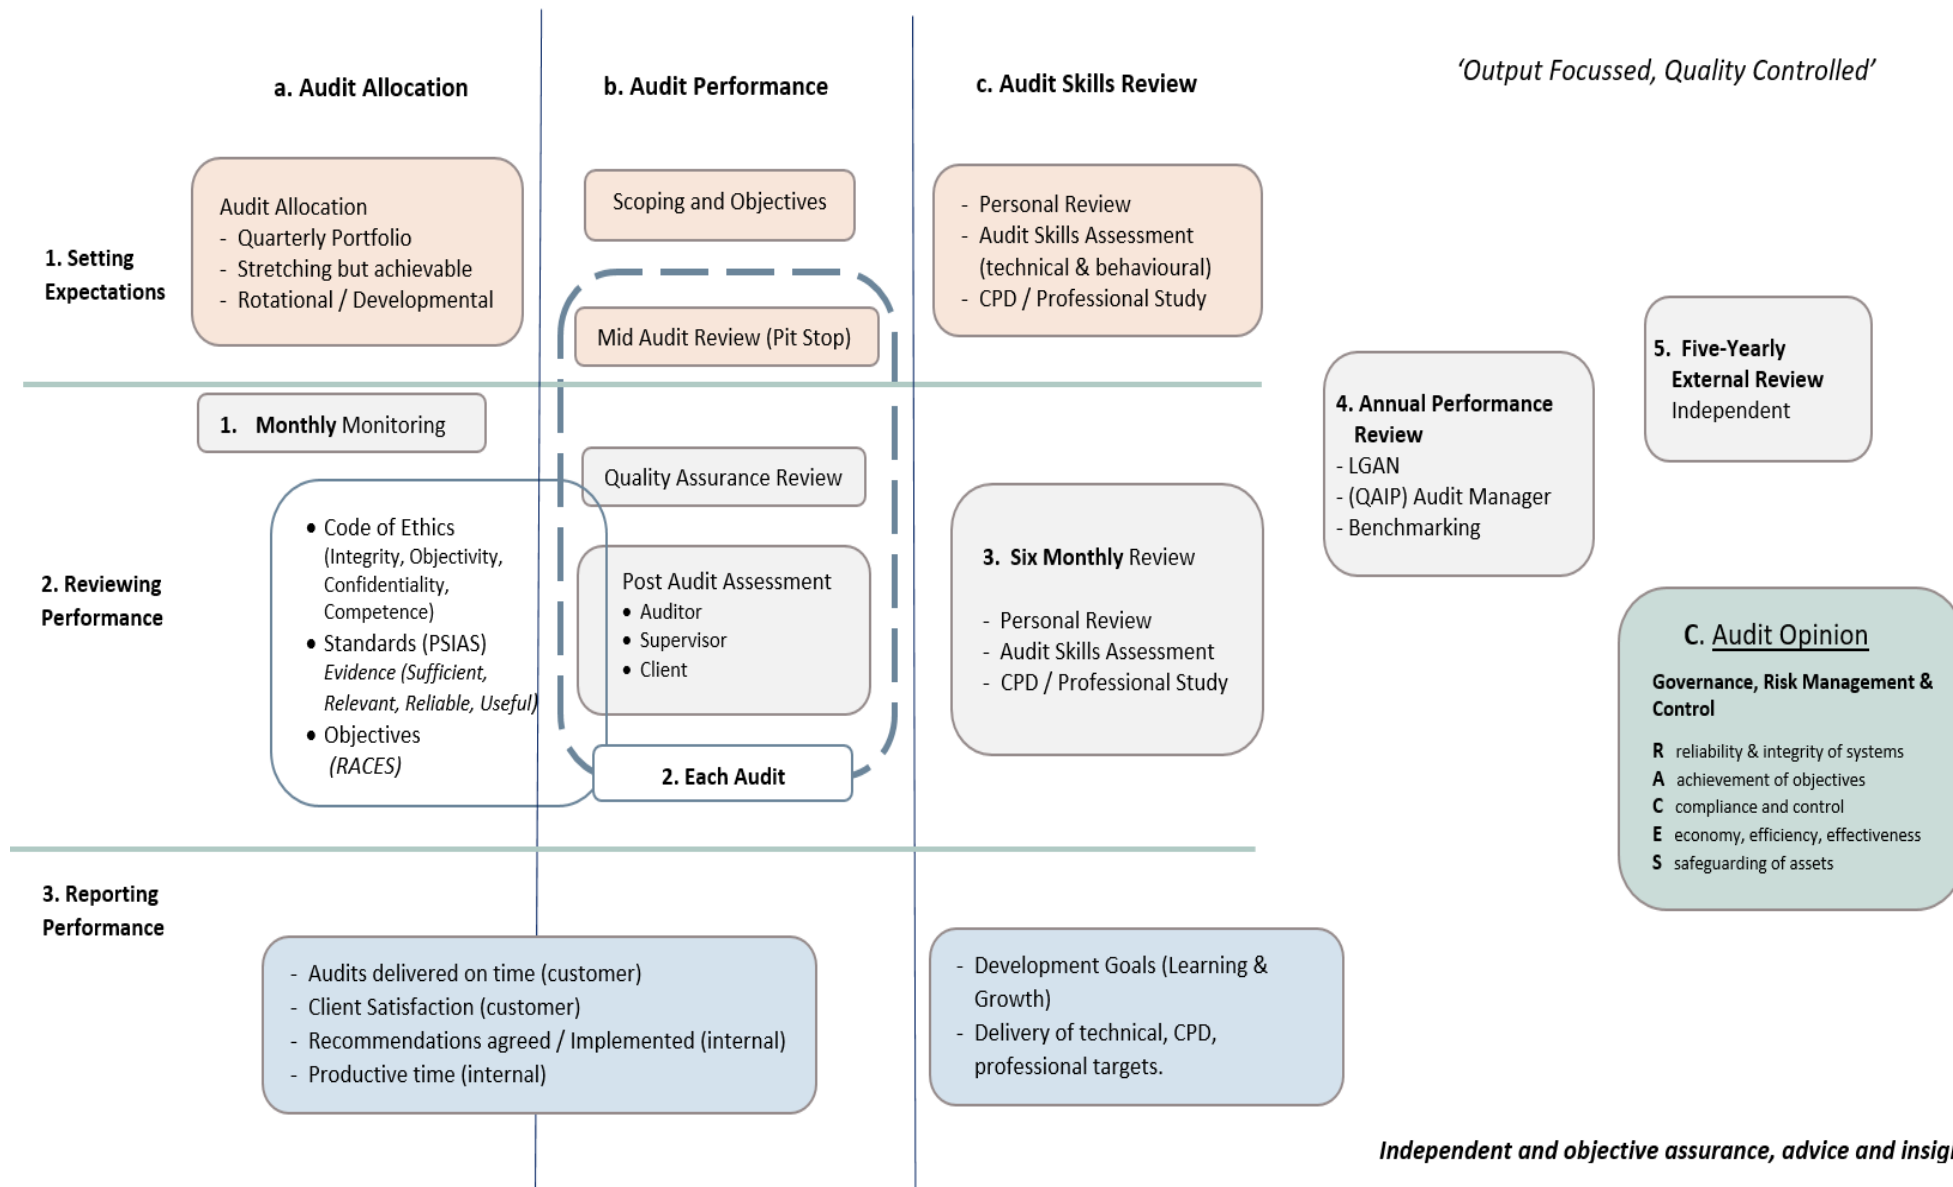 a. Audit Allocation
b. Audit Performance
c. Audit Skills Review
‘Output Focussed, Quality Controlled’
1. Setting
Expectations
Audit Allocation
- Quarterly Portfolio
- Stretching but achievable
- Rotational / Developmental
Scoping and Objectives
Mid Audit Review (Pit Stop)
- Personal Review
- Audit Skills Assessment
(technical & behavioural)
- CPD / Professional Study
2. Reviewing
Performance
1. Monthly Monitoring
• Code of Ethics
(Integrity, Objectivity,
Confidentiality,
Competence)
• Standards (PSIAS)
Evidence (Sufficient,
Relevant, Reliable, Useful)
• Objectives
(RACES)
Quality Assurance Review
Post Audit Assessment
• Auditor
• Supervisor
• Client
2. Each Audit
3. Six Monthly Review
- Personal Review
- Audit Skills Assessment
- CPD / Professional Study
4. Annual Performance
Review
- LGAN
- (QAIP) Audit Manager
- Benchmarking
5. Five-Yearly
External Review
Independent
C. Audit Opinion
Governance, Risk Management &
Control
R reliability & integrity of systems
A achievement of objectives
C compliance and control
E economy, efficiency, effectiveness
S safeguarding of assets
3. Reporting
Performance
- Audits delivered on time (customer)
- Client Satisfaction (customer)
- Recommendations agreed / Implemented (internal)
- Productive time (internal)
- Development Goals (Learning &
Growth)
- Delivery of technical, CPD,
professional targets.
Independent and objective assurance, advice and